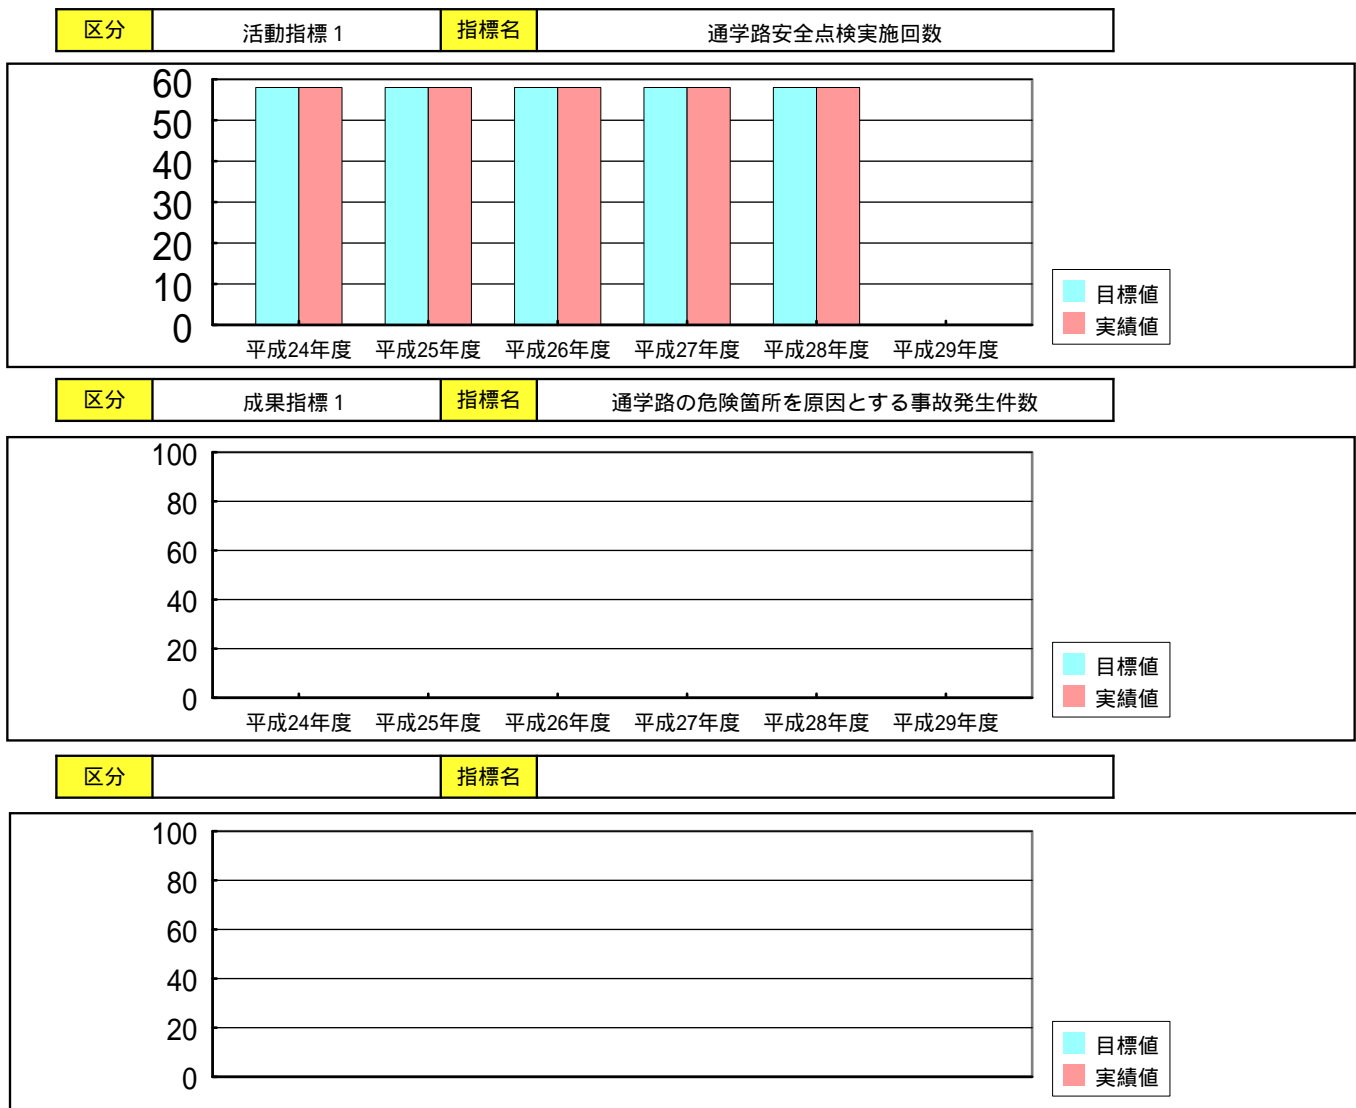 区分 活動指標1 指標名 通学路安全点検実施回数
60
50
40
30
20
10
0
平成24年度 平成25年度 平成26年度 平成27年度 平成28年度 平成29年度
目標値
実績値
区分 成果指標1 指標名 通学路の危険箇所を原因とする事故発生件数
100
80
60
40
20
0
平成24年度 平成25年度 平成26年度 平成27年度 平成28年度 平成29年度
目標値
実績値
区分 指標名
100
80
60
40
20
0
目標値
実績値